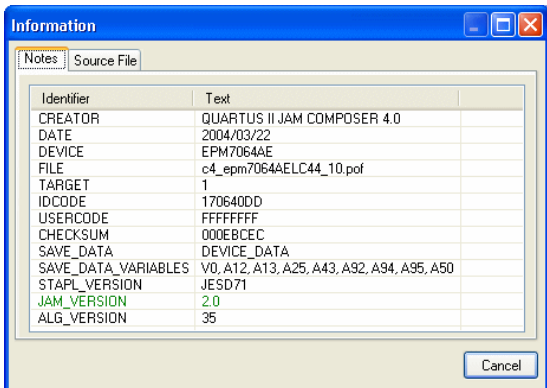 Information
Notes Source File
Identifier Text
CREATOR QUARTUS II JAM COMPOSER 4.0
DATE 2004/03/22
DEVICE EPM7064AE
FILE c4_epm7064AELC44_10.pof
TARGET 1
IDCODE 170640DD
USERCODE FFFFFFFF
CHECKSUM 000EBCEC
SAVE_DATA DEVICE_DATA
SAVE_DATA_VARIABLES V0, A12, A13, A25, A43, A92, A94, A95, A50
STAPL_VERSION JESD71
JAM_VERSION 2.0
ALG_VERSION 35
Cancel